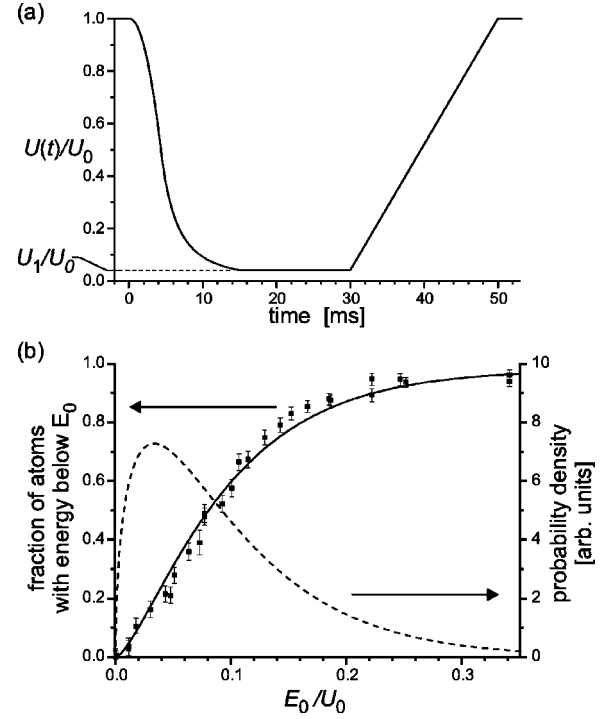 (a)
1.0
0.8
0.6
U(t)/U₀
0.4
0.2
U₁/U₀
0.0
0 10 20 30 40 50
time [ms]
(b)
1.0 10
0.8 8
0.6 6
0.4 4
0.2 2
0.0 0
fraction of atoms
with energy below E₀
probability density
[arb. units]
0.0 0.1 0.2 0.3
E₀/U₀